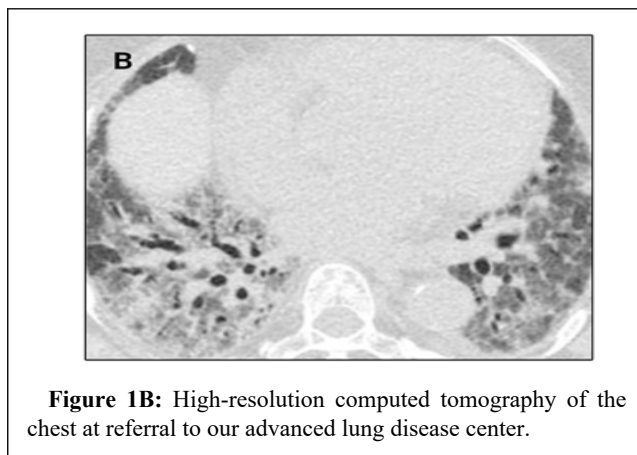 B
Figure 1B: High-resolution computed tomography of the
chest at referral to our advanced lung disease center.